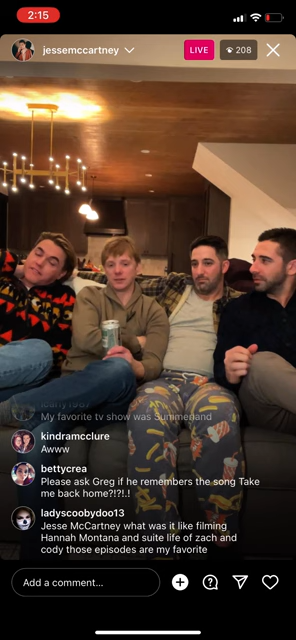 2:15
jessemccartney
LIVE
208
My favorite tv show was Summerland
kindramcclure
Awww
bettycrea
Please ask Greg if he remembers the song Take
me back home?!?!.!
ladyscoobydoo13
Jesse McCartney what was it like filming
Hannah Montana and suite life of zach and
cody those episodes are my favorite
Add a comment...